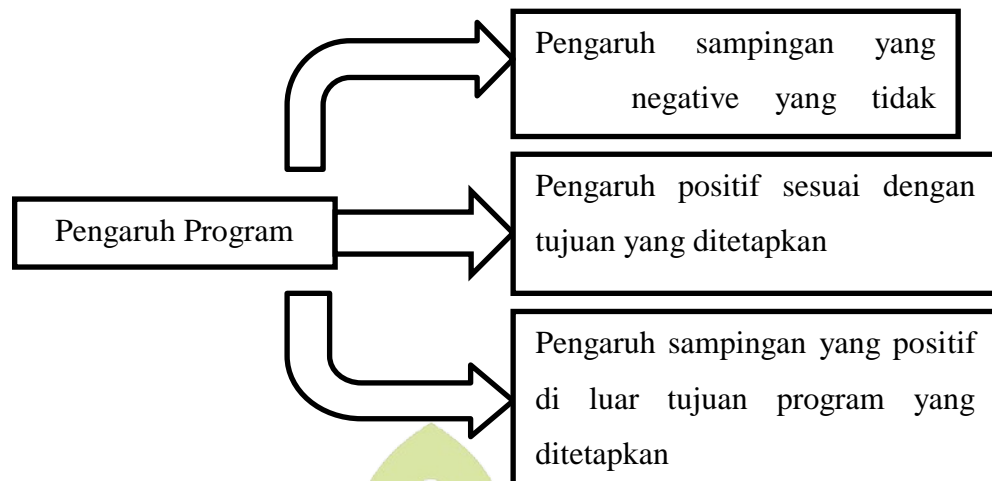 Pengaruh sampingan yang
negative yang tidak
Pengaruh Program
Pengaruh positif sesuai dengan
tujuan yang ditetapkan
Pengaruh sampingan yang positif
di luar tujuan program yang
ditetapkan